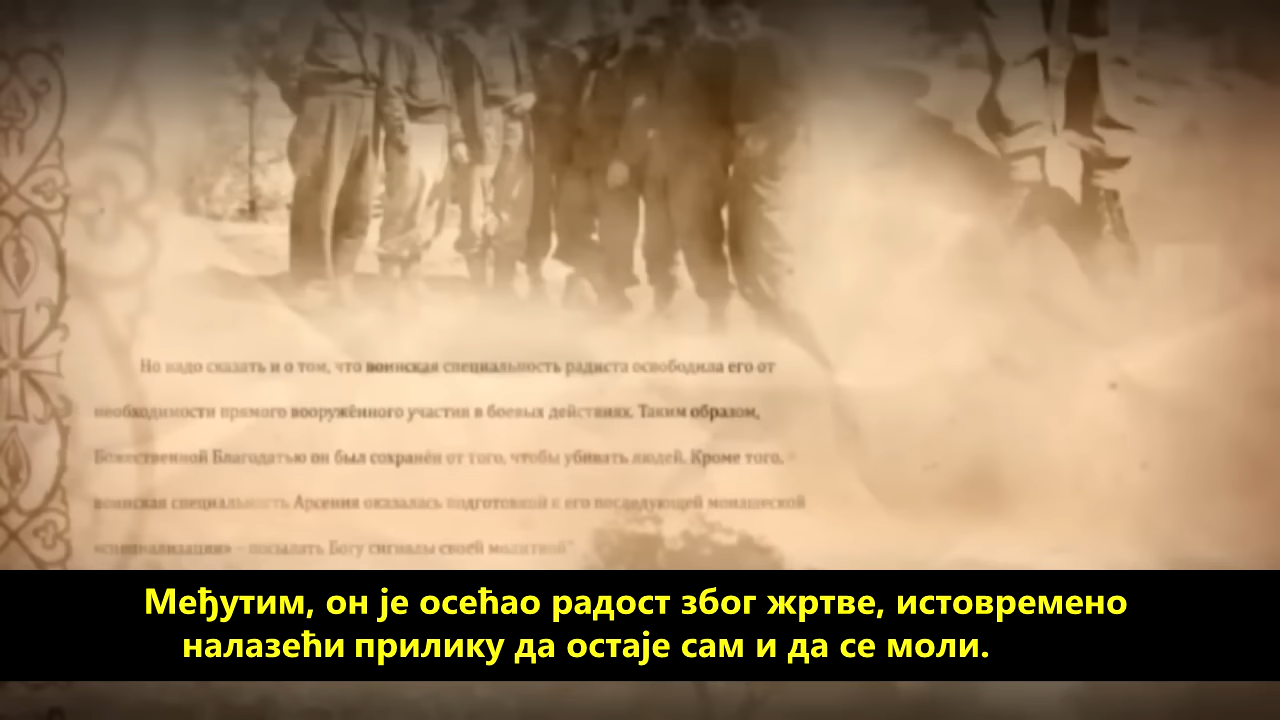 Но надо сказать и о том, что воинская специальность радиста освободила его от
необходимости прямого вооружённого участия в боевых действиях. Таким образом,
Божественной Благодатью он был сохранён от того, чтобы убивать людей. Кроме того,
воинская специальность Арсения оказалась подготовкой к его последующей монашеской
«специализации» – посылать Богу сигналы своей молитвой"
Међутим, он је осећао радост због жртве, истовремено
налазећи прилику да остаје сам и да се моли.